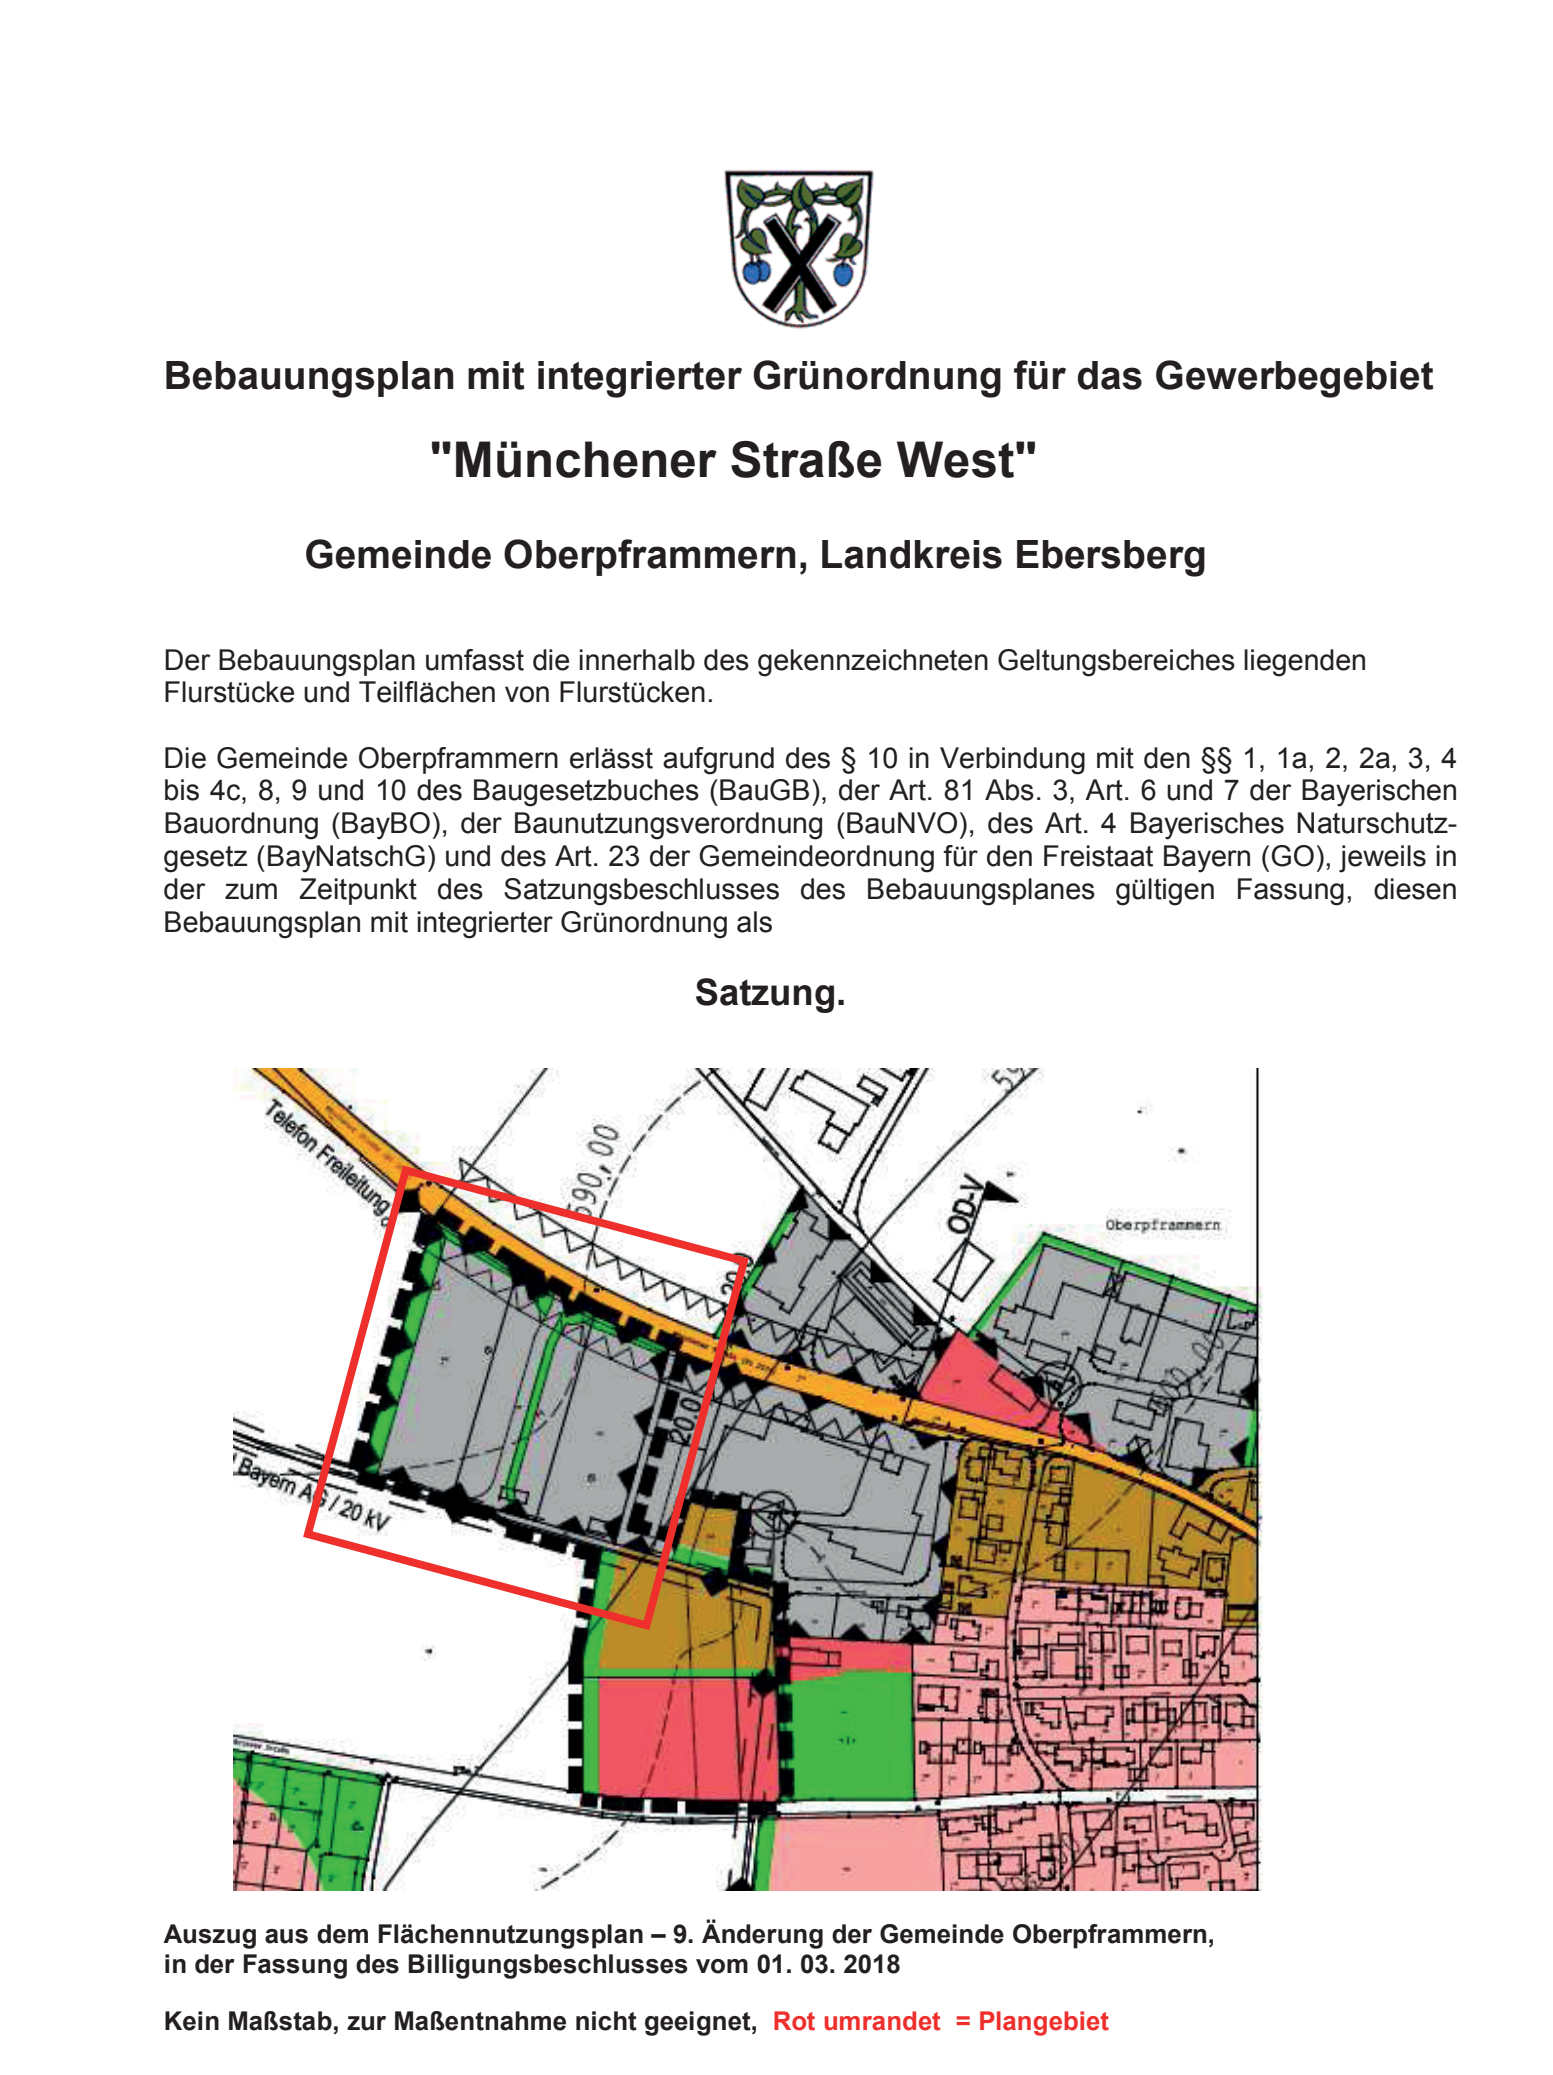 Bebauungsplan mit integrierter Grünordnung für das Gewerbegebiet
"Münchener Straße West"
Gemeinde Oberpframmern, Landkreis Ebersberg
Der Bebauungsplan umfasst die innerhalb des gekennzeichneten Geltungsbereiches liegenden
Flurstücke und Teilflächen von Flurstücken.
Die Gemeinde Oberpframmern erlässt aufgrund des § 10 in Verbindung mit den §§ 1, 1a, 2, 2a, 3, 4
bis 4c, 8, 9 und 10 des Baugesetzbuches (BauGB), der Art. 81 Abs. 3, Art. 6 und 7 der Bayerischen
Bauordnung (BayBO), der Baunutzungsverordnung (BauNVO), des Art. 4 Bayerisches Naturschutz-
gesetz (BayNatschG) und des Art. 23 der Gemeindeordnung für den Freistaat Bayern (GO), jeweils in
der zum Zeitpunkt des Satzungsbeschlusses des Bebauungsplanes gültigen Fassung, diesen
Bebauungsplan mit integrierter Grünordnung als
Satzung.
Telefon Freileitung
590,00
59
OD-V
Oberpframmern
20.0
20.0
Bayern AG / 20 kV
Auszug aus dem Flächennutzungsplan – 9. Änderung der Gemeinde Oberpframmern,
in der Fassung des Billigungsbeschlusses vom 01. 03. 2018
Kein Maßstab, zur Maßentnahme nicht geeignet, Rot umrandet = Plangebiet